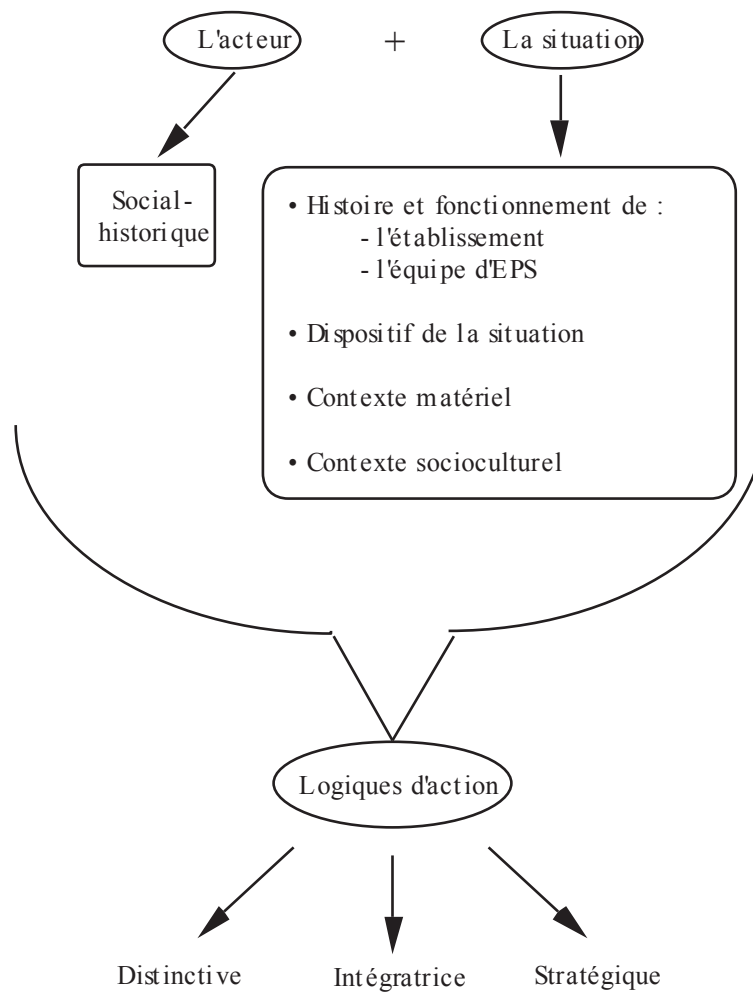 L'acteur + La situation
Social-
historique
• Histoire et fonctionnement de :
- l'établissement
- l'équipe d'EPS
• Dispositif de la situation
• Contexte matériel
• Contexte socioculturel
Logiques d'action
Distinctive Intégratrice Stratégique